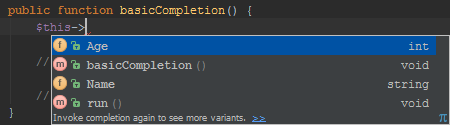 public function basicCompletion() {
$this->
f Age int
m basicCompletion() void
f Name string
m run() void
Invoke completion again to see more variants. >> π
//
//
}